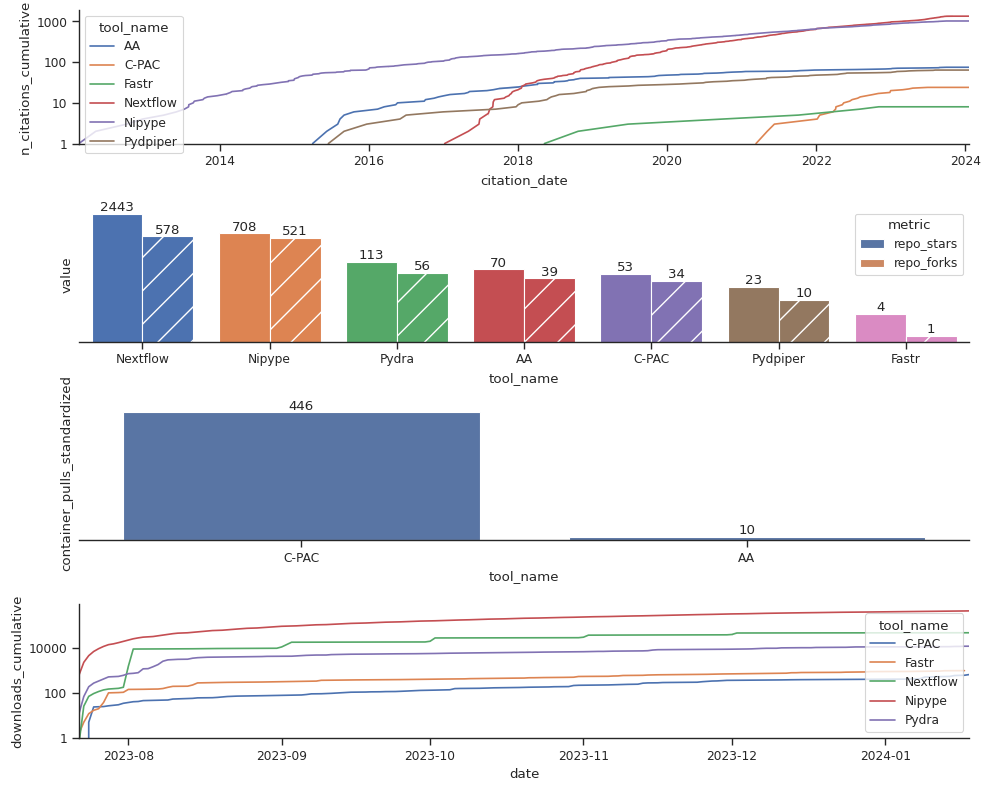 n_citations_cumulative
1000
100
10
1
tool_name
AA
C-PAC
Fastr
Nextflow
Nipype
Pydpiper
2014 2016 2018 2020 2022 2024
citation_date
value
2443 578 708 521 113 56 70 39 53 34 23 10 4 1
metric
repo_stars
repo_forks
Nextflow Nipype Pydra AA C-PAC Pydpiper Fastr
tool_name
container_pulls_standardized
446 10
C-PAC AA
tool_name
downloads_cumulative
10000
100
1
tool_name
C-PAC
Fastr
Nextflow
Nipype
Pydra
2023-08 2023-09 2023-10 2023-11 2023-12 2024-01
date